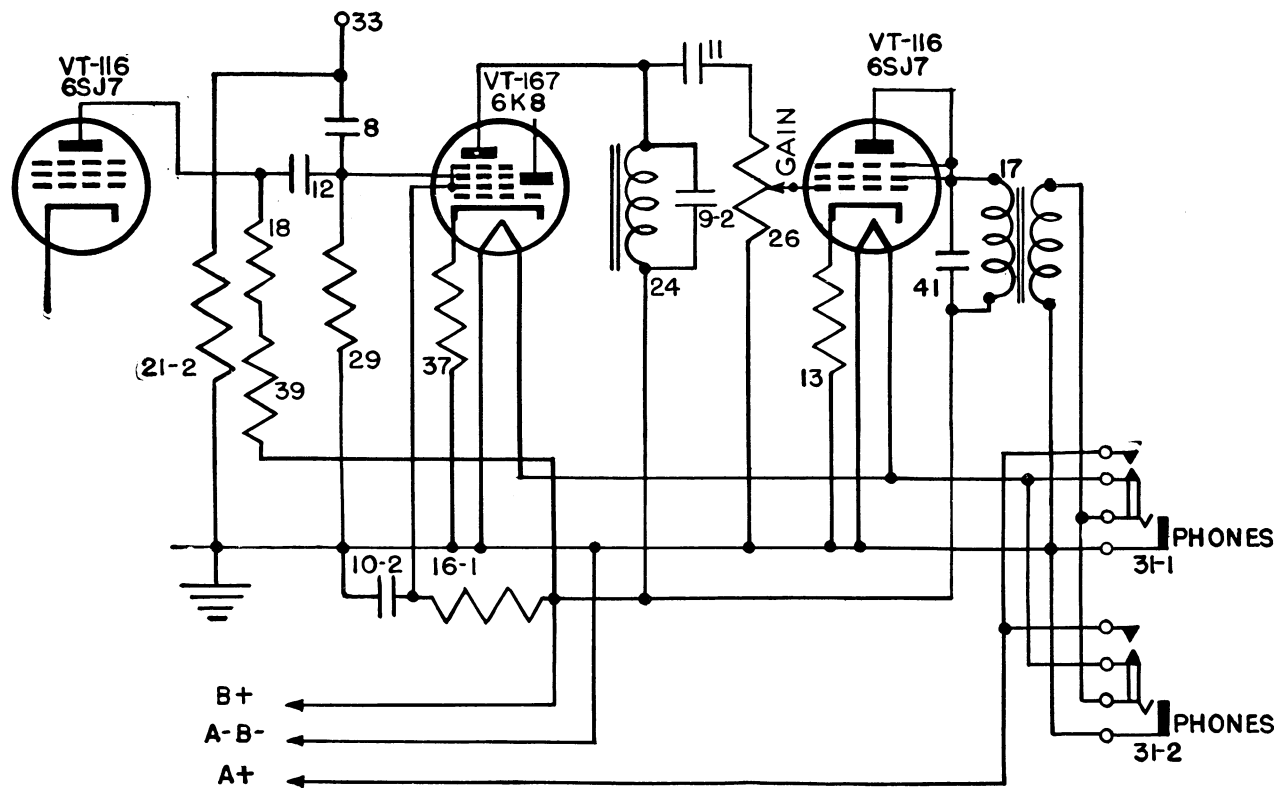 33
VT-116
6SJ7
8
VT-167
6K8
11
VT-116
6SJ7
GAIN
12
17
18
9-2
26
24
41
21-2
29
37
39
13
10-2
16-1
PHONES
31-1
PHONES
31-2
B+
A-B-
A+